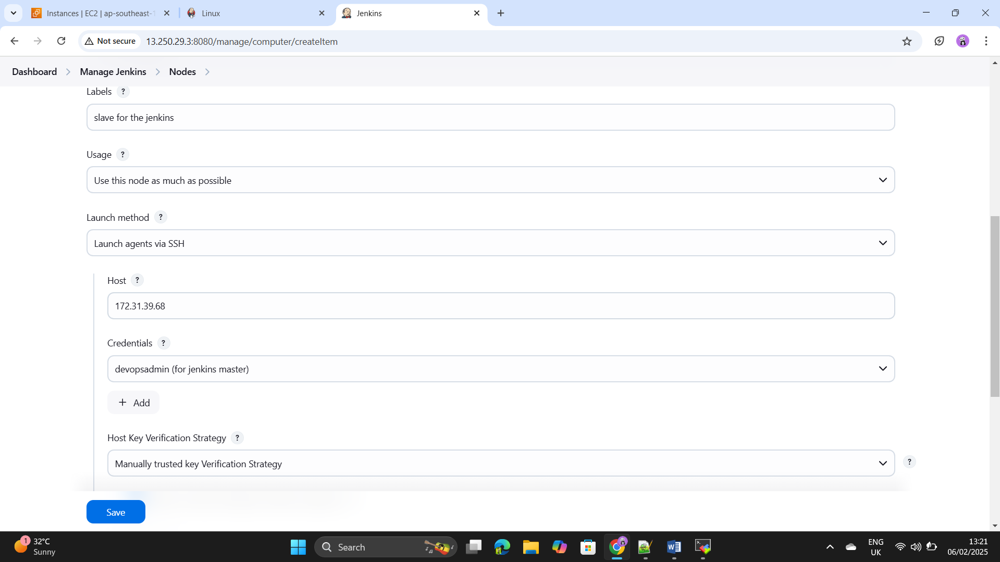 Instances | EC2 | ap-southeast-1
Linux
Jenkins
Not secure
13.250.29.3:8080/manage/computer/createItem
Dashboard
Manage Jenkins
Nodes
Labels ?
slave for the jenkins
Usage ?
Use this node as much as possible
Launch method ?
Launch agents via SSH
Host ?
172.31.39.68
Credentials ?
devopsadmin (for jenkins master)
+ Add
Host Key Verification Strategy ?
Manually trusted key Verification Strategy
?
Save
1
32°C
Sunny
Search
ENG
UK
13:21
06/02/2025